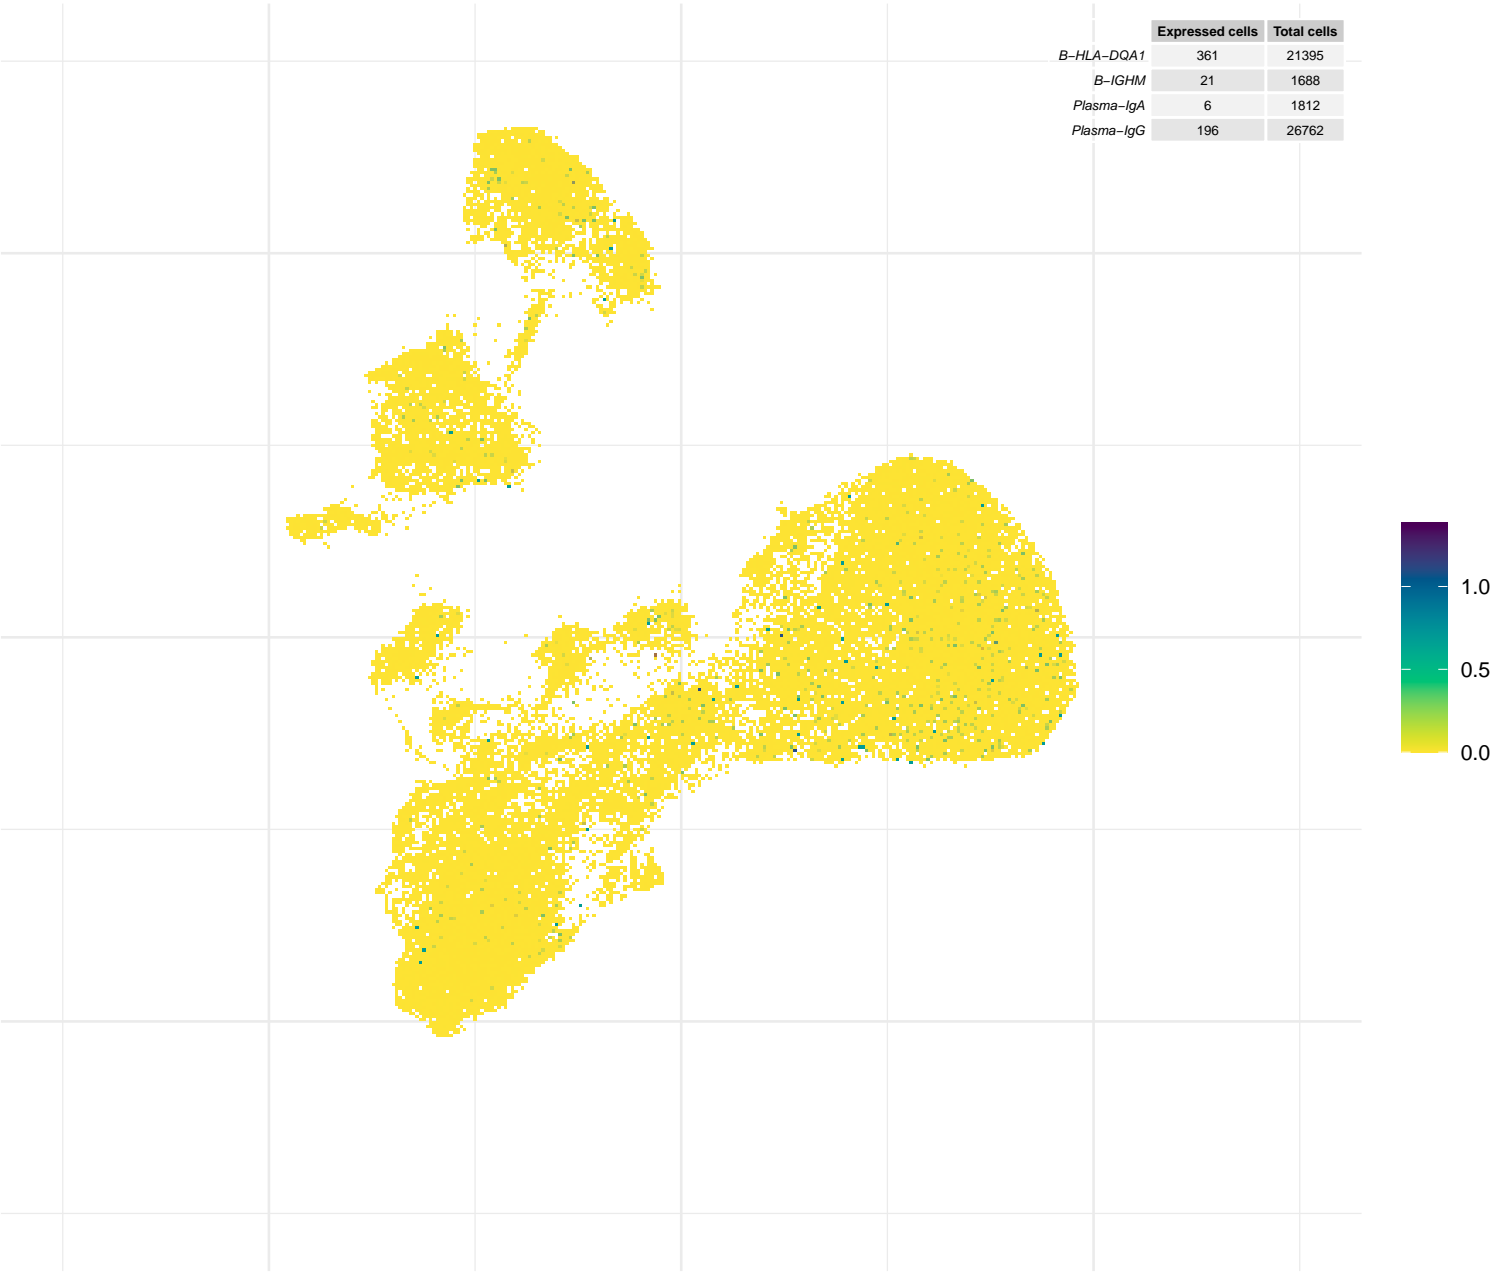 Expressed cells Total cells
B−HLA−DQA1 361 21395
B−IGHM 21 1688
Plasma−IgA 6 1812
Plasma−IgG 196 26762
1.0
0.5
0.0